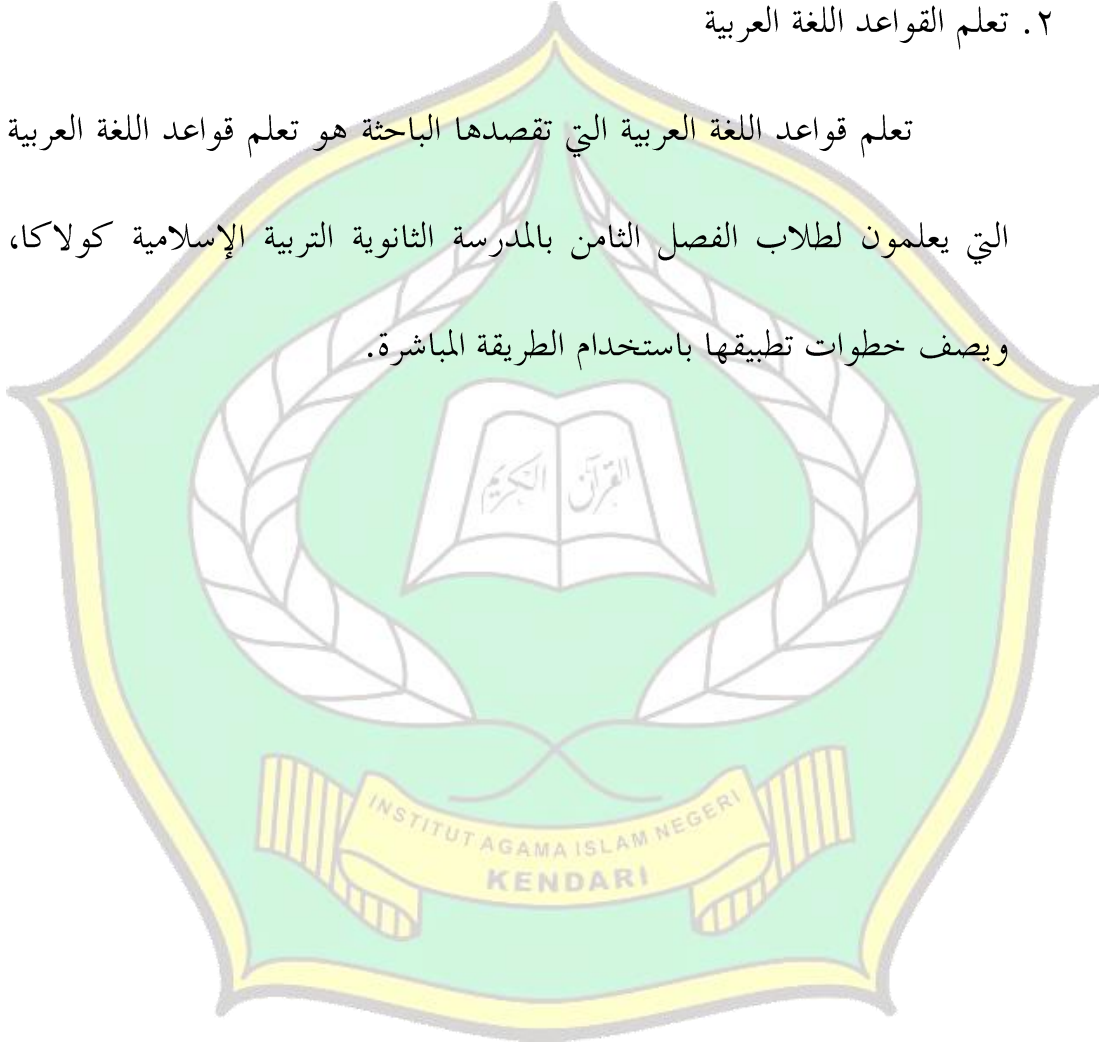 ٢. تعلم القواعد اللغة العربية
تعلم قواعد اللغة العربية التي تقصدها الباحثة هو تعلم قواعد اللغة العربية
التي يعلمون لطلاب الفصل الثامن بالمدرسة الثانوية التربية الإسلامية كولاكا،
ويصف خطوات تطبيقها باستخدام الطريقة المباشرة.
القرآن الكريم
INSTITUT AGAMA ISLAM NEGERI
KENDARI